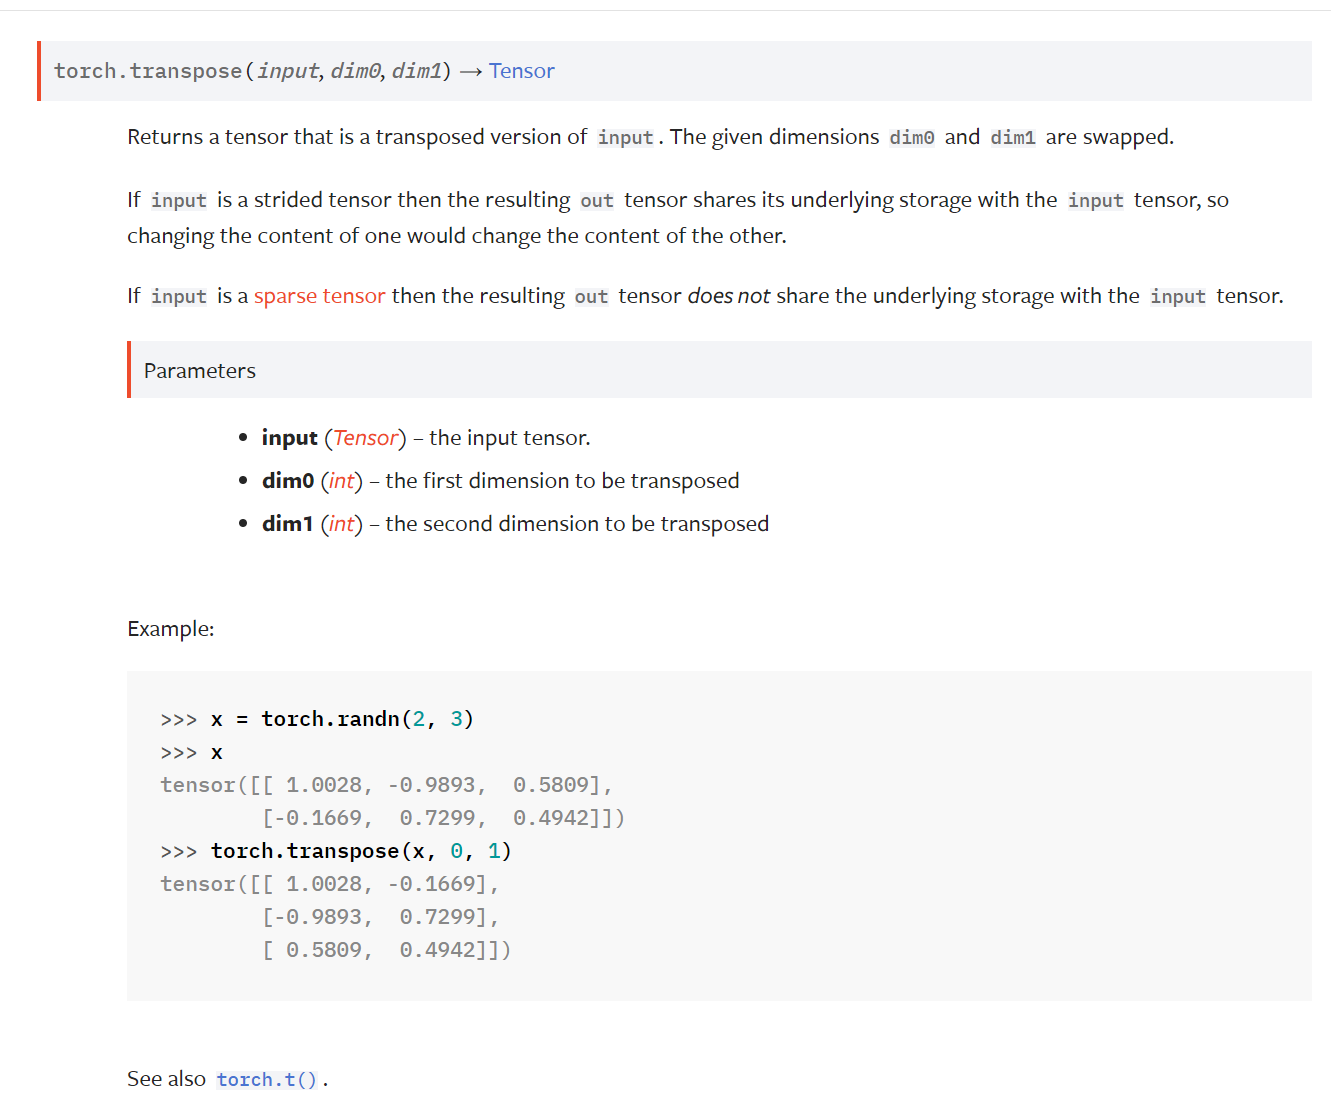 torch.transpose(input, dim0, dim1) → Tensor
Returns a tensor that is a transposed version of input. The given dimensions dim0 and dim1 are swapped.
If input is a strided tensor then the resulting out tensor shares its underlying storage with the input tensor, so
changing the content of one would change the content of the other.
If input is a sparse tensor then the resulting out tensor does not share the underlying storage with the input tensor.
Parameters
• input (Tensor) – the input tensor.
• dim0 (int) – the first dimension to be transposed
• dim1 (int) – the second dimension to be transposed
Example:
>>> x = torch.randn(2, 3)
>>> x
tensor([[ 1.0028, -0.9893,  0.5809],
        [-0.1669,  0.7299,  0.4942]])
>>> torch.transpose(x, 0, 1)
tensor([[ 1.0028, -0.1669],
        [-0.9893,  0.7299],
        [ 0.5809,  0.4942]])
See also torch.t().